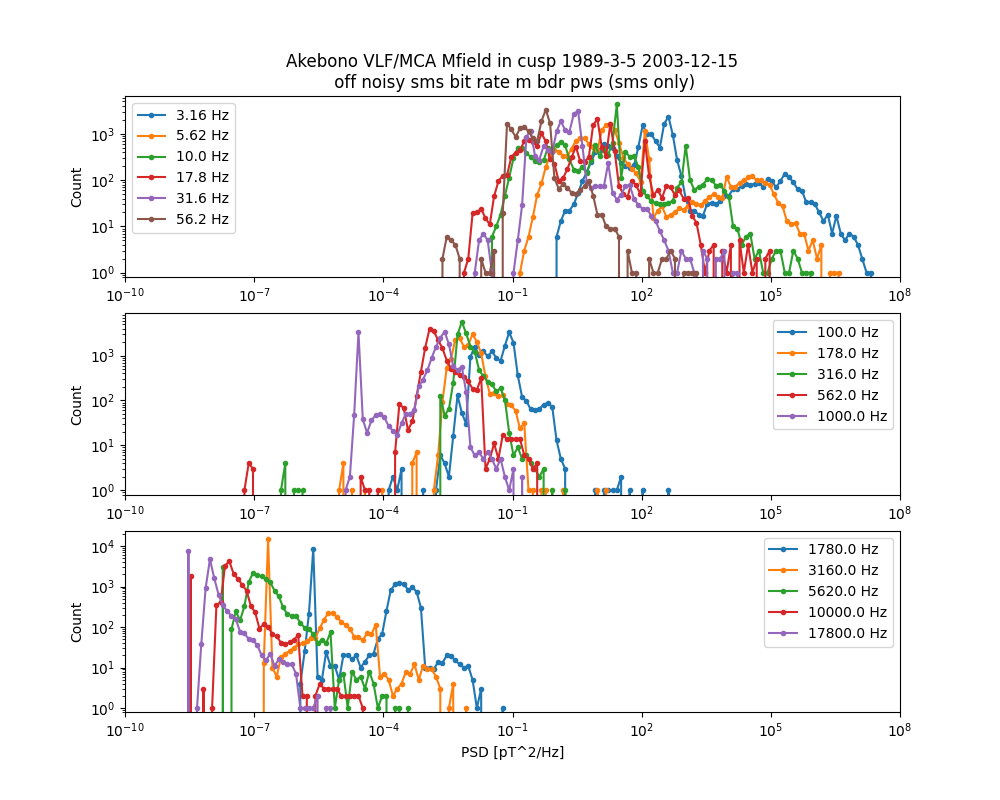 Akebono VLF/MCA Mfield in cusp 1989-3-5 2003-12-15
off noisy sms bit rate m bdr pws (sms only)
Count
10^3
10^2
10^1
10^0
3.16 Hz
5.62 Hz
10.0 Hz
17.8 Hz
31.6 Hz
56.2 Hz
10^−10 10^−7 10^−4 10^−1 10^2 10^5 10^8
Count
10^3
10^2
10^1
10^0
100.0 Hz
178.0 Hz
316.0 Hz
562.0 Hz
1000.0 Hz
10^−10 10^−7 10^−4 10^−1 10^2 10^5 10^8
Count
10^4
10^3
10^2
10^1
10^0
1780.0 Hz
3160.0 Hz
5620.0 Hz
10000.0 Hz
17800.0 Hz
10^−10 10^−7 10^−4 10^−1 10^2 10^5 10^8
PSD [pT^2/Hz]